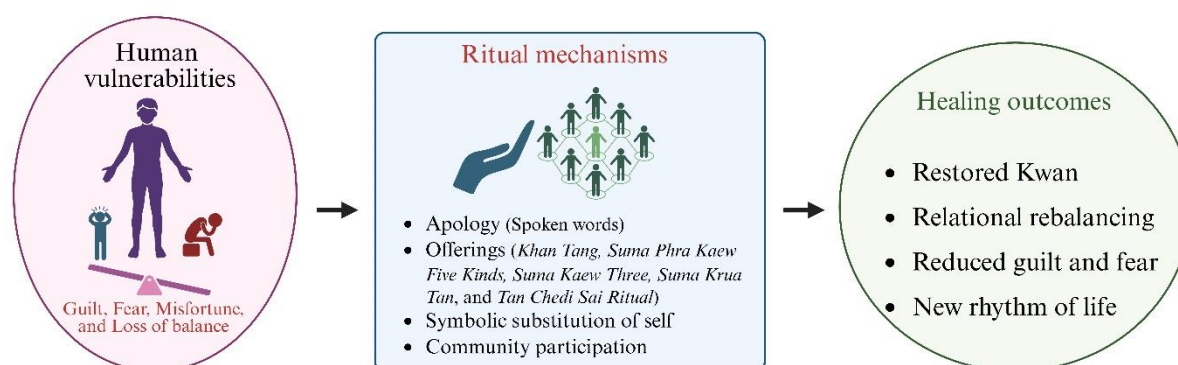 Human
vulnerabilities
Guilt, Fear, Misfortune,
and Loss of balance
Ritual mechanisms
• Apology (Spoken words)
• Offerings (Khan Tang, Suma Phra Kaew
Five Kinds, Suma Kaew Three, Suma Krua
Tan, and Tan Chedi Sai Ritual)
• Symbolic substitution of self
• Community participation
Healing outcomes
• Restored Kwan
• Relational rebalancing
• Reduced guilt and fear
• New rhythm of life